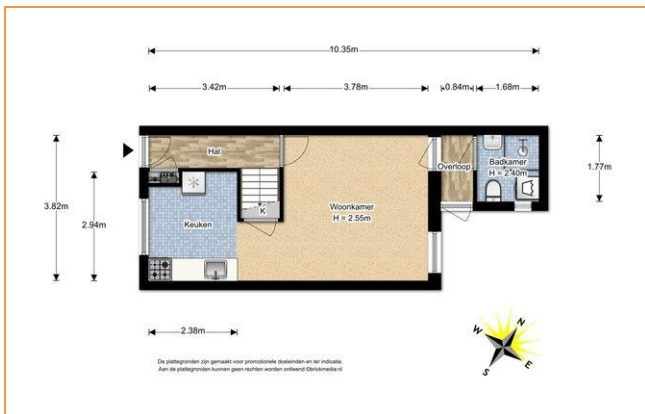 10.35m
3.42m
3.78m
0.84m
1.68m
Hal
3.82m
2.94m
K
Keuken
Woonkamer
H = 2.55m
Overloop
Badkamer
H = 2.40m
1.77m
2.38m
De plattegronden zijn gemaakt voor promotionele doeleinden en ter indicatie.
Aan de plattegronden kunnen geen rechten worden ontleend ©brickmedia.nl
N
W
E
S